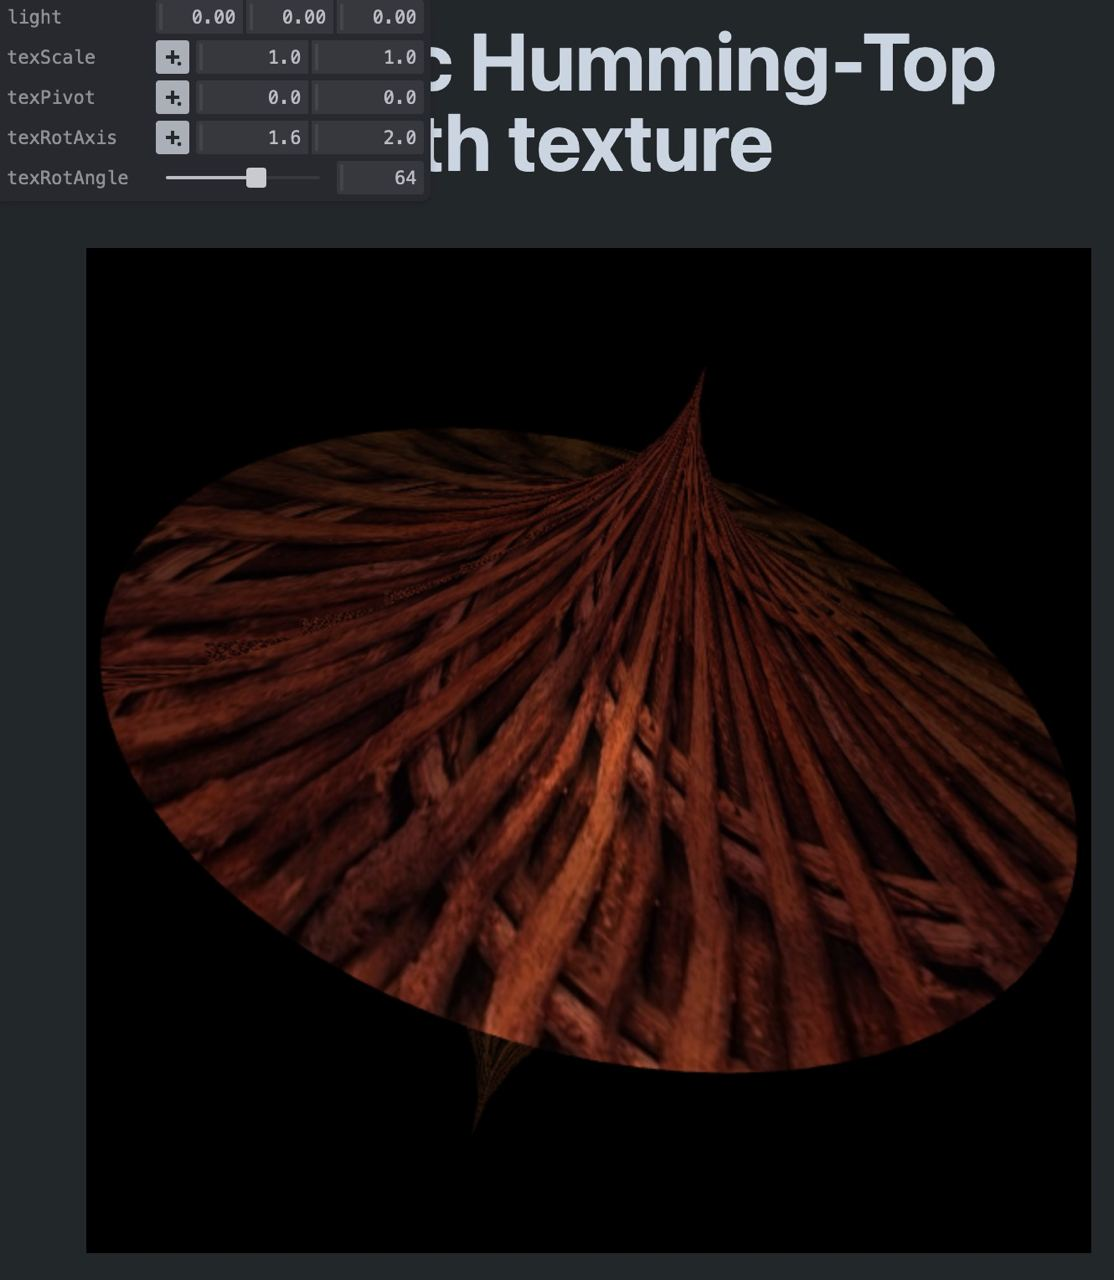 light 0.00 0.00 0.00
texScale 1.0 1.0
texPivot 0.0 0.0
texRotAxis 1.6 2.0
texRotAngle 64
c Humming-Top
th texture